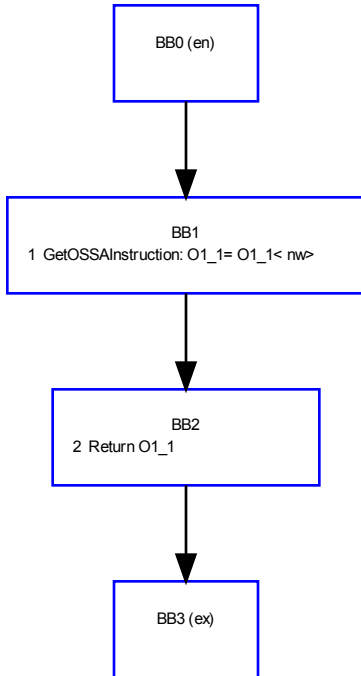 BB0 (en)
BB1
1 GetOSSAInstruction: O1_1= O1_1< nw>
BB2
2 Return O1_1
BB3 (ex)